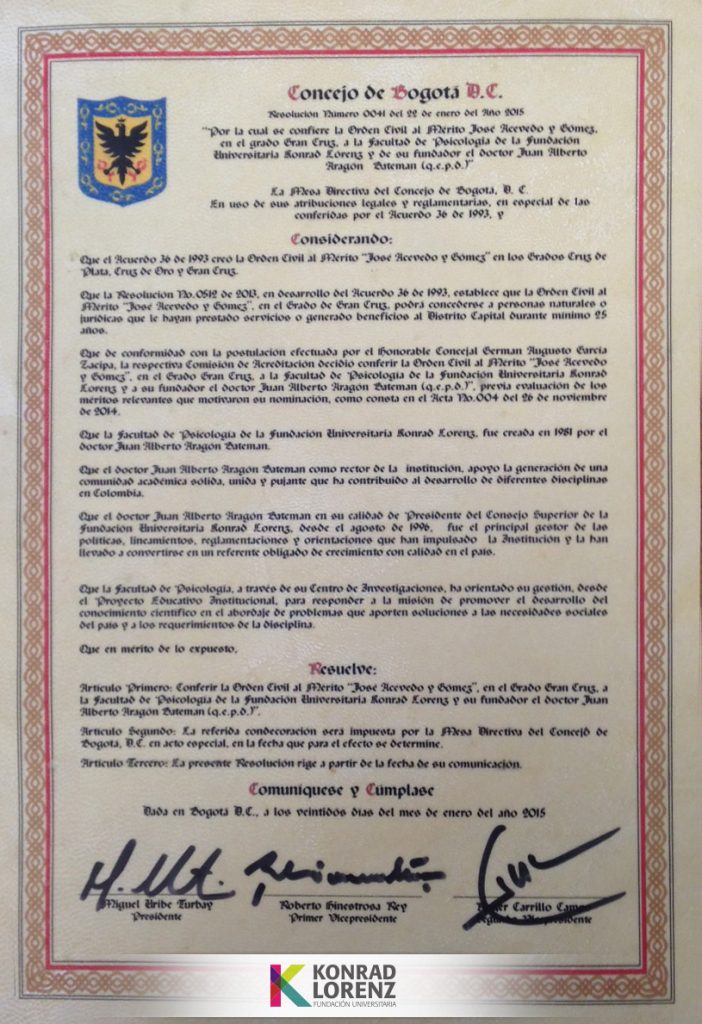 Concejo de Bogotá D.C.
Resolución Número 0041 del 22 de enero del Año 2015
"Por la cual se confiere la Orden Civil al Mérito José Acevedo y Gómez,
en el grado Gran Cruz, a la Facultad de Psicología de la Fundación
Universitaria Konrad Lorenz y de su fundador el doctor Juan Alberto
Aragón Bateman (q.e.p.d.)"
La Mesa Directiva del Concejo de Bogotá, D. C.
En uso de sus atribuciones legales y reglamentarias, en especial de las
conferidas por el Acuerdo 36 de 1993, y
Considerando:
Que el Acuerdo 36 de 1993 creó la Orden Civil al Mérito "José Acevedo y Gómez" en los Grados Cruz de
Plata, Cruz de Oro y Gran Cruz.
Que la Resolución No.0512 de 2013, en desarrollo del Acuerdo 36 de 1993, establece que la Orden Civil al
Mérito "José Acevedo y Gómez", en el Grado de Gran Cruz, podrá concederse a personas naturales o
jurídicas que le hayan prestado servicios o generado beneficios al Distrito Capital durante mínimo 25
años.
Que de conformidad con la postulación efectuada por el Honorable Concejal German Augusto García
Zacipa, la respectiva Comisión de Acreditación decidió conferir la Orden Civil al Mérito "José Acevedo
y Gómez", en el Grado Gran Cruz, a la Facultad de Psicología de la Fundación Universitaria Konrad
Lorenz y a su fundador el doctor Juan Alberto Aragón Bateman (q.e.p.d.)", previa evaluación de los
méritos relevantes que motivaron su nominación, como consta en el Acta No.004 del 26 de noviembre
de 2014.
Que la Facultad de Psicología de la Fundación Universitaria Konrad Lorenz, fue creada en 1981 por el
doctor Juan Alberto Aragón Bateman.
Que el doctor Juan Alberto Aragón Bateman como rector de la institución, apoyo la generación de una
comunidad académica sólida, unida y pujante que ha contribuido al desarrollo de diferentes disciplinas
en Colombia.
Que el doctor Juan Alberto Aragón Bateman en su calidad de Presidente del Consejo Superior de la
Fundación Universitaria Konrad Lorenz, desde el agosto de 1996, fue el principal gestor de las
políticas, lineamientos, reglamentaciones y orientaciones que han impulsado la Institución y la han
llevado a convertirse en un referente obligado de crecimiento con calidad en el país.
Que la Facultad de Psicología, a través de su Centro de Investigaciones, ha orientado su gestión, desde
el Proyecto Educativo Institucional, para responder a la misión de promover el desarrollo del
conocimiento científico en el abordaje de problemas que aporten soluciones a las necesidades sociales
del país y a los requerimientos de la disciplina.
Que en mérito de lo expuesto,
Resuelve:
Artículo Primero: Conferir la Orden Civil al Mérito "José Acevedo y Gómez", en el Grado Gran Cruz, a
la Facultad de Psicología de la Fundación Universitaria Konrad Lorenz y su fundador el doctor Juan
Alberto Aragón Bateman (q.e.p.d.)".
Artículo Segundo: La referida condecoración será impuesta por la Mesa Directiva del Concejo de
Bogotá, D.C. en acto especial, en la fecha que para el efecto se determine.
Artículo Tercero: La presente Resolución rige a partir de la fecha de su comunicación.
Comuníquese y Cúmplase
Dada en Bogotá D.C., a los veintidos días del mes de enero del año 2015
Miguel Uribe Turbay
Presidente
Roberto Hinestrosa Rey
Primer Vicepresidente
Carrillo
Segundo Vicepresidente
KONRAD
LORENZ
FUNDACIÓN UNIVERSITARIA